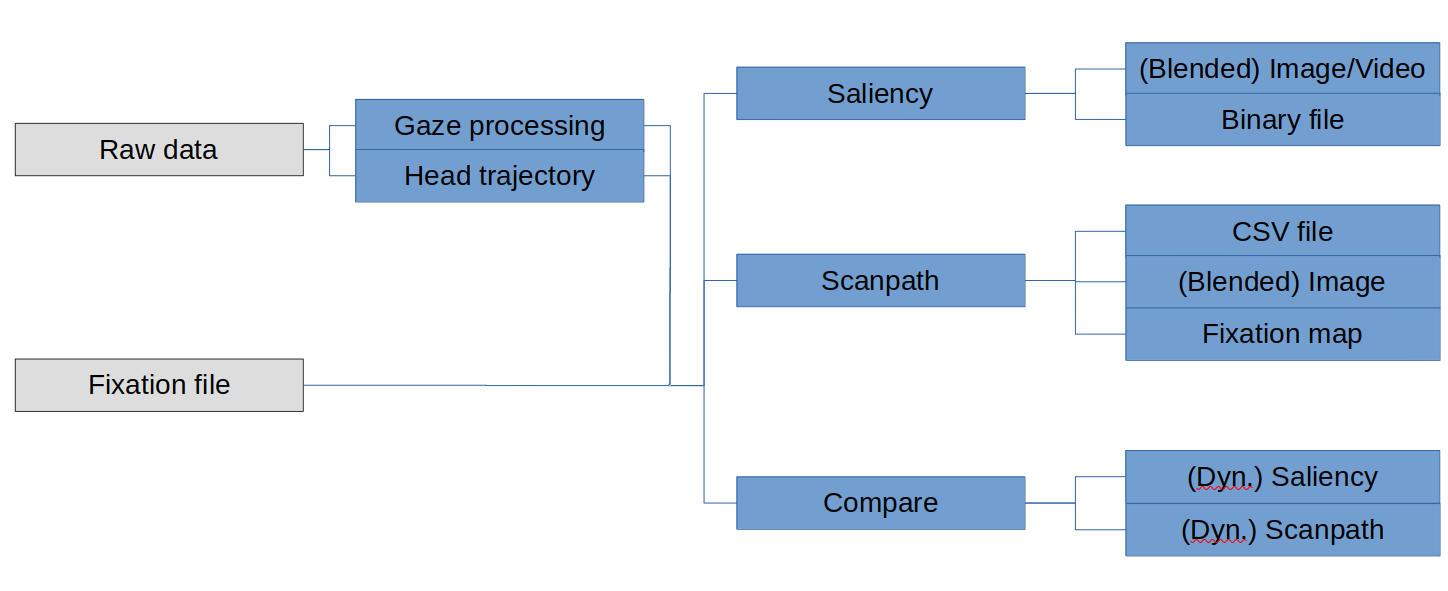 Raw data
Gaze processing
Head trajectory
Fixation file
Saliency
(Blended) Image/Video
Binary file
Scanpath
CSV file
(Blended) Image
Fixation map
Compare
(Dyn.) Saliency
(Dyn.) Scanpath